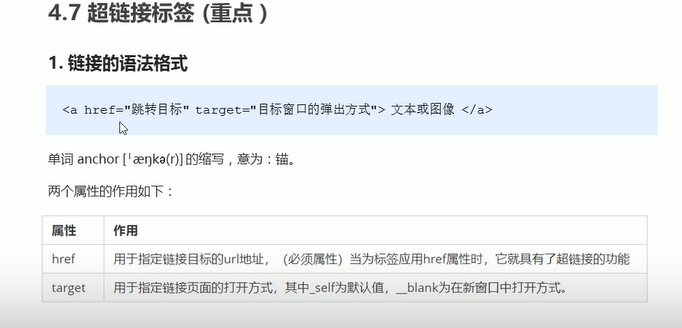 4.7 超链接标签 (重点 )
1. 链接的语法格式
<a href="跳转目标" target="目标窗口的弹出方式"> 文本或图像 </a>
单词 anchor [ˈæŋkə(r)] 的缩写，意为：锚。
两个属性的作用如下：
属性 作用
href 用于指定链接目标的url地址，（必须属性）当为标签应用href属性时，它就具有了超链接的功能
target 用于指定链接页面的打开方式，其中_self为默认值，__blank为在新窗口中打开方式。